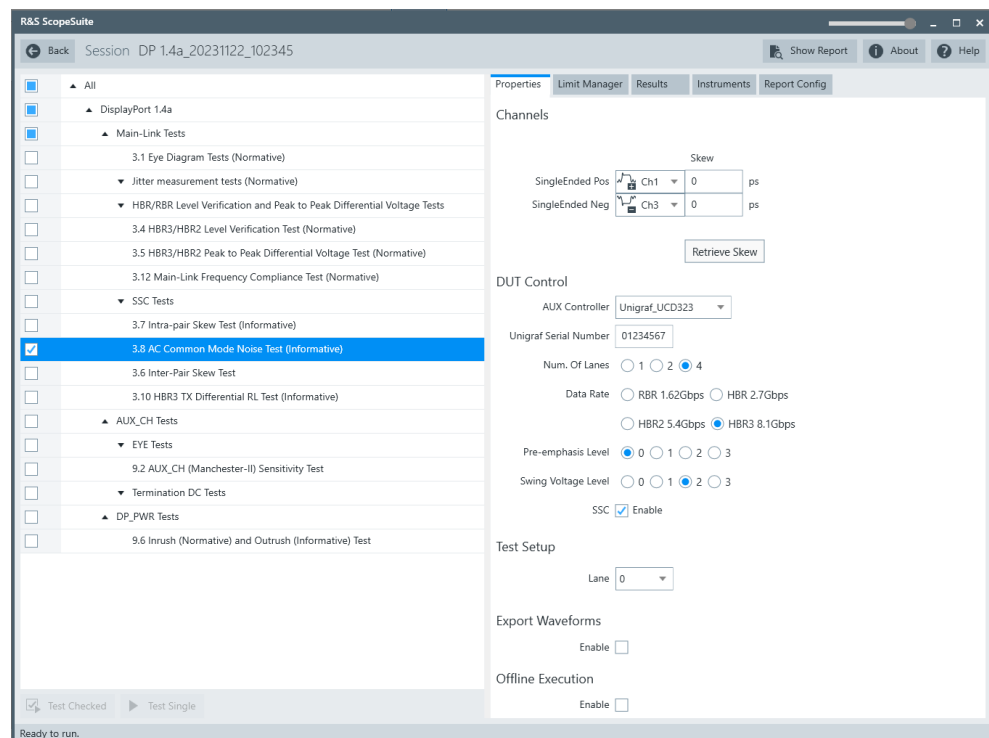 R&S ScopeSuite
Back Session DP 1.4a_20231122_102345 Show Report About Help
All
DisplayPort 1.4a
Main-Link Tests
3.1 Eye Diagram Tests (Normative)
Jitter measurement tests (Normative)
HBR/RBR Level Verification and Peak to Peak Differential Voltage Tests
3.4 HBR3/HBR2 Level Verification Test (Normative)
3.5 HBR3/HBR2 Peak to Peak Differential Voltage Test (Normative)
3.12 Main-Link Frequency Compliance Test (Normative)
SSC Tests
3.7 Intra-pair Skew Test (Informative)
3.8 AC Common Mode Noise Test (Informative)
3.6 Inter-Pair Skew Test
3.10 HBR3 TX Differential RL Test (Informative)
AUX_CH Tests
EYE Tests
9.2 AUX_CH (Manchester-II) Sensitivity Test
Termination DC Tests
DP_PWR Tests
9.6 Inrush (Normative) and Outrush (Informative) Test
Test Checked Test Single
Properties Limit Manager Results Instruments Report Config
Channels
Skew
SingleEnded Pos Ch1 0 ps
SingleEnded Neg Ch3 0 ps
Retrieve Skew
DUT Control
AUX Controller Unigraf_UCD323
Unigraf Serial Number 01234567
Num. Of Lanes 1 2 4
Data Rate RBR 1.62Gbps HBR 2.7Gbps
HBR2 5.4Gbps HBR3 8.1Gbps
Pre-emphasis Level 0 1 2 3
Swing Voltage Level 0 1 2 3
SSC Enable
Test Setup
Lane 0
Export Waveforms
Enable
Offline Execution
Enable
Ready to run.